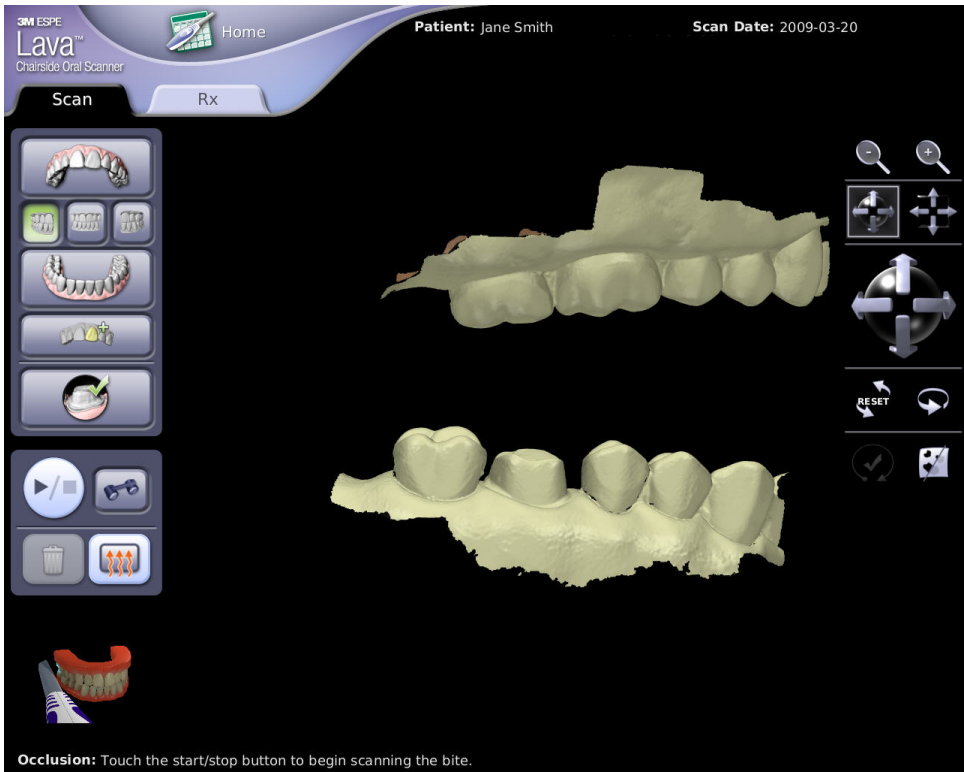 3M ESPE
Lava™
Chairside Oral Scanner
Home
Patient: Jane Smith
Scan Date: 2009-03-20
Scan
Rx
RESET
Occlusion: Touch the start/stop button to begin scanning the bite.